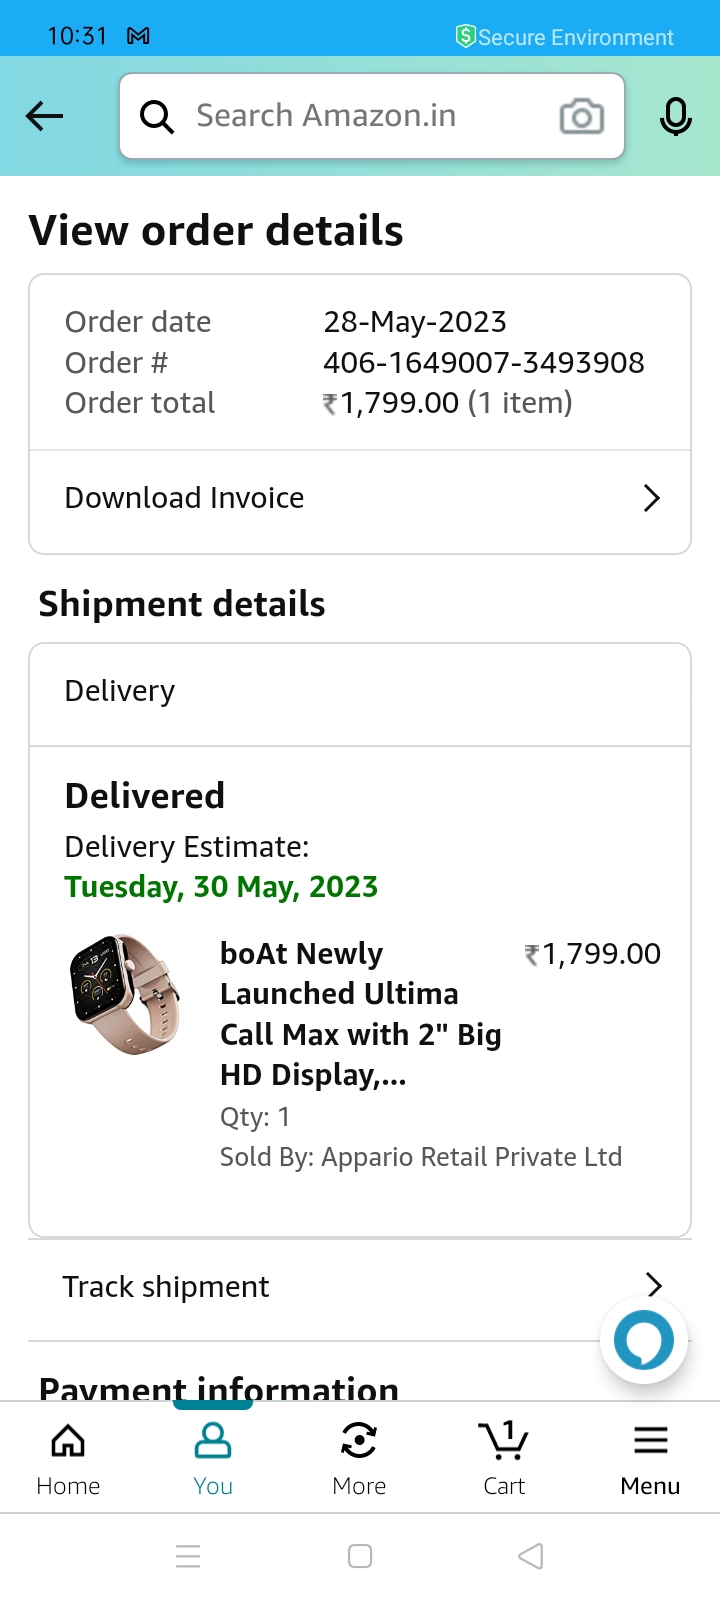 10:31
Secure Environment
Search Amazon.in
View order details
Order date 28-May-2023
Order # 406-1649007-3493908
Order total ₹1,799.00 (1 item)
Download Invoice
Shipment details
Delivery
Delivered
Delivery Estimate:
Tuesday, 30 May, 2023
boAt Newly ₹1,799.00
Launched Ultima
Call Max with 2" Big
HD Display,...
Qty: 1
Sold By: Appario Retail Private Ltd
Track shipment
Payment information
1
Home You More Cart Menu